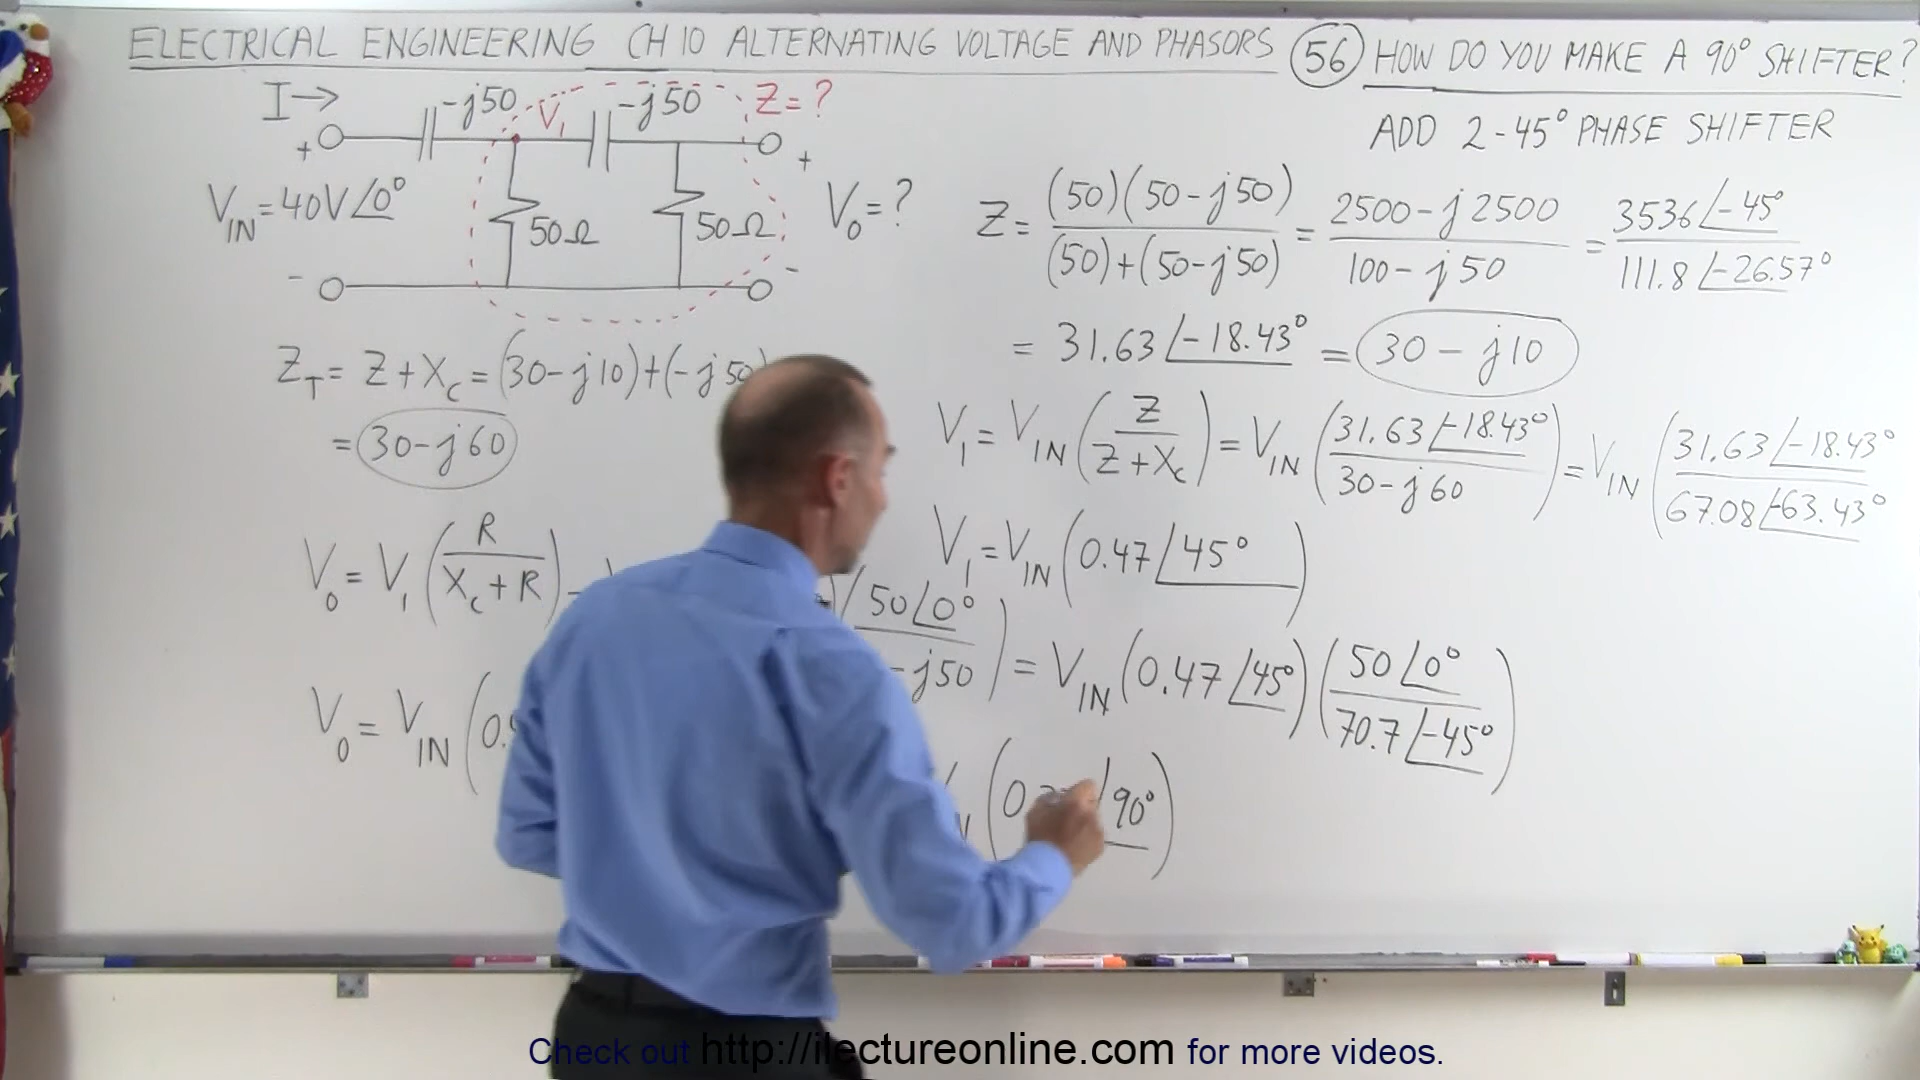 ELECTRICAL ENGINEERING CH 10 ALTERNATING VOLTAGE AND PHASORS (56) HOW DO YOU MAKE A 90° SHIFTER?
ADD 2-45° PHASE SHIFTER
I→
-j50
V₁
-j50
Z=?
+
+
V_IN=40V∠0°
50Ω
50Ω
V₀=?
-
-
Z = (50)(50-j50) / (50)+(50-j50) = 2500-j2500 / 100-j50 = 3536∠-45° / 111.8∠-26.57°
= 31.63∠-18.43° = 30-j10
Z_T = Z+X_C = (30-j10)+(-j50
= 30-j60
V₁ = V_IN (Z / Z+X_C) = V_IN (31.63∠-18.43° / 30-j60) = V_IN (31.63∠-18.43° / 67.08∠-63.43°
V₁ = V_IN (0.47∠45°)
V₀ = V₁ (R / X_C+R) =
(50∠0° / -j50) = V_IN (0.47∠45°)(50∠0° / 70.7∠-45°)
V₀ = V_IN (0.
(0. ∠90°)
Check out http://ilectureonline.com for more videos.